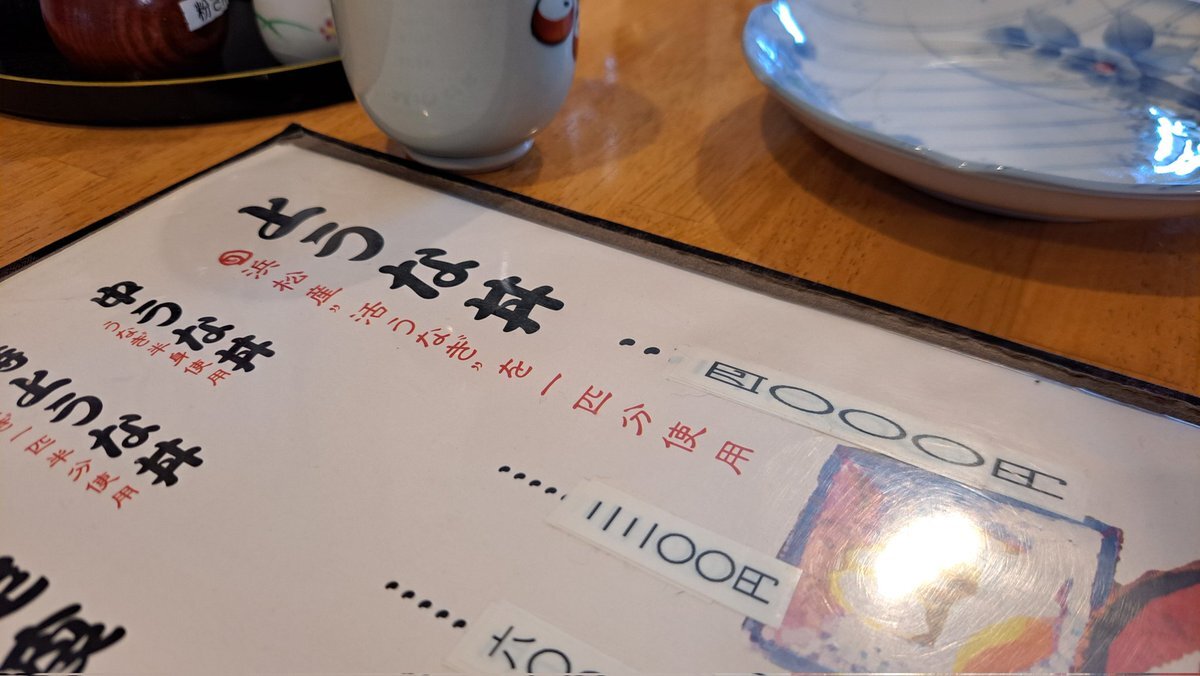 上うな丼……四〇〇〇円
浜松産"活うなぎ"を一匹分使用
中うな丼……二三〇〇円
うなぎ半身使用
上うな丼……六〇
一匹半分使用